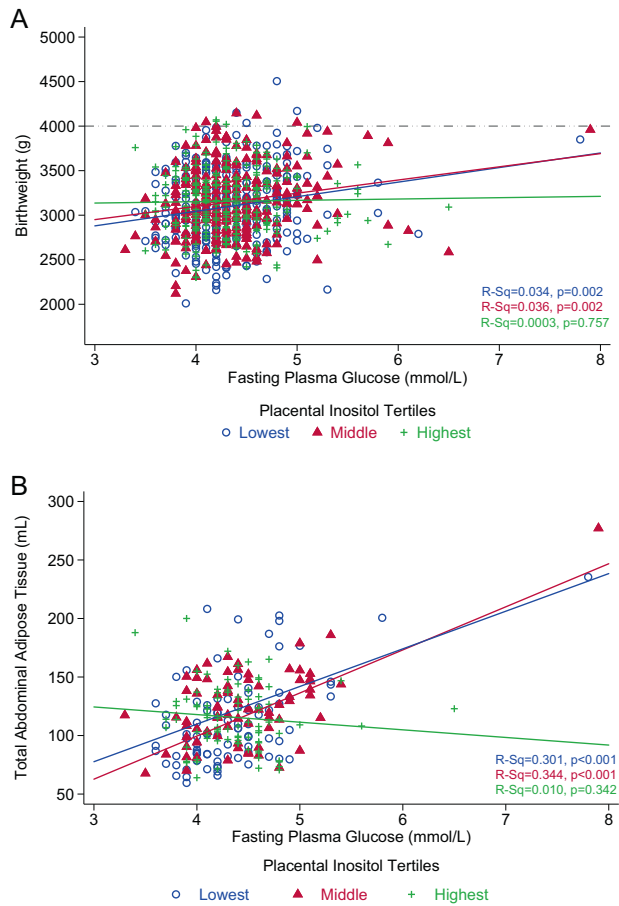 A
5000
4500
4000
3500
3000
2500
2000
Birthweight (g)
R-Sq=0.034, p=0.002
R-Sq=0.036, p=0.002
R-Sq=0.0003, p=0.757
3 4 5 6 7 8
Fasting Plasma Glucose (mmol/L)
Placental Inositol Tertiles
Lowest Middle Highest
B
300
250
200
150
100
50
Total Abdominal Adipose Tissue (mL)
R-Sq=0.301, p<0.001
R-Sq=0.344, p<0.001
R-Sq=0.010, p=0.342
3 4 5 6 7 8
Fasting Plasma Glucose (mmol/L)
Placental Inositol Tertiles
Lowest Middle Highest